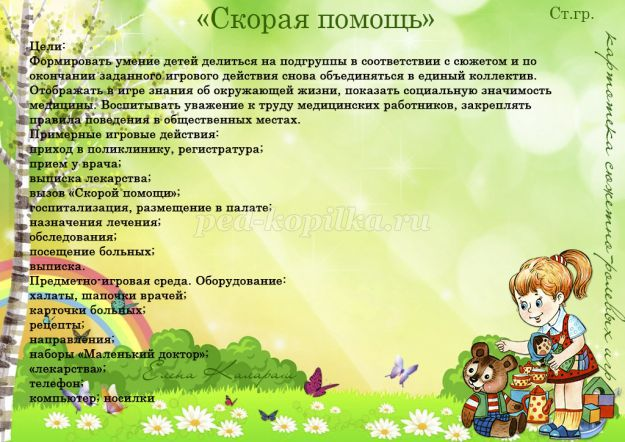 «Скорая помощь»
Ст.гр.
Цели:
Формировать умение детей делиться на подгруппы в соответствии с сюжетом и по
окончании заданного игрового действия снова объединяться в единый коллектив.
Отображать в игре знания об окружающей жизни, показать социальную значимость
медицины. Воспитывать уважение к труду медицинских работников, закреплять
правила поведения в общественных местах.
Примерные игровые действия:
приход в поликлинику, регистратура;
прием у врача;
выписка лекарства;
вызов «Скорой помощи»;
госпитализация, размещение в палате;
назначения лечения;
обследования;
посещение больных;
выписка.
Предметно-игровая среда. Оборудование:
халаты, шапочки врачей;
карточки больных;
рецепты;
направления;
наборы «Маленький доктор»;
«лекарства»;
телефон;
компьютер; носилки
картотека сюжетно-ролевых игр
ped-kopilka.ru
Елена